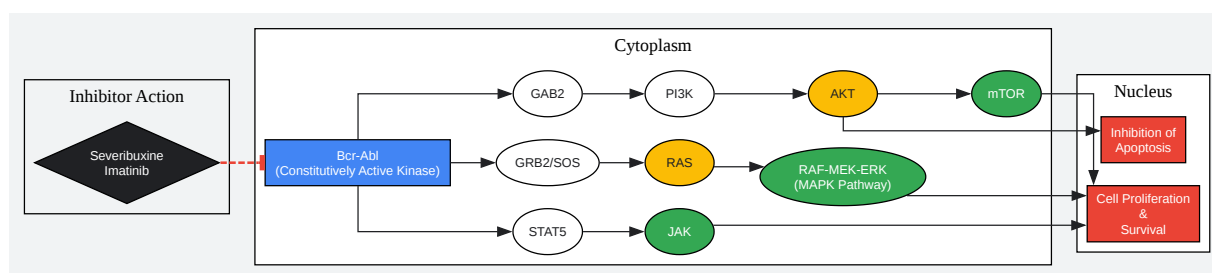 Inhibitor Action
Severibuxine
Imatinib
Cytoplasm
Bcr-Abl
(Constitutively Active Kinase)
GAB2
PI3K
AKT
mTOR
GRB2/SOS
RAS
RAF-MEK-ERK
(MAPK Pathway)
STAT5
JAK
Nucleus
Inhibition of
Apoptosis
Cell Proliferation
&
Survival